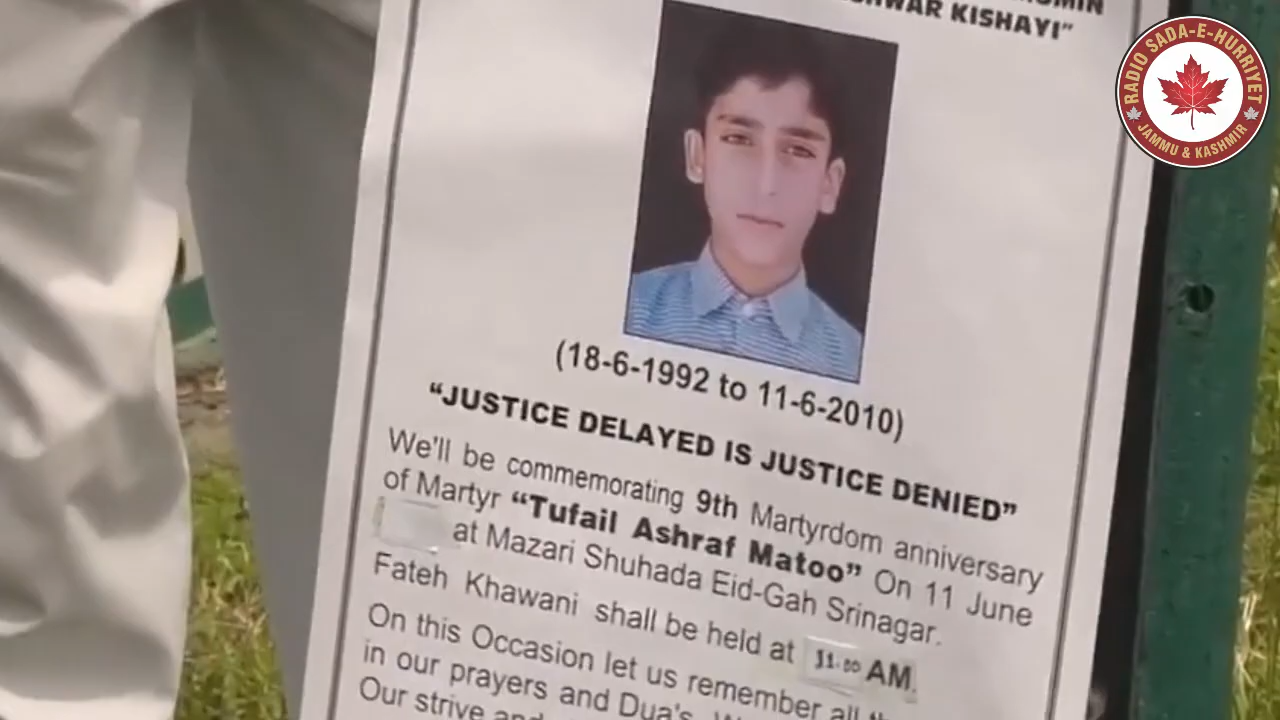 KISHAYI"
(18-6-1992 to 11-6-2010)
"JUSTICE DELAYED IS JUSTICE DENIED"
We'll be commemorating 9th Martyrdom anniversary
of Martyr "Tufail Ashraf Matoo" On 11 June
at Mazari Shuhada Eid-Gah Srinagar.
Fateh Khawani shall be held at 11.00 AM.
On this Occasion let us remember all
in our prayers and Dua's.
Our strive and
RADIO SADA-E-HURRIYET
JAMMU & KASHMIR